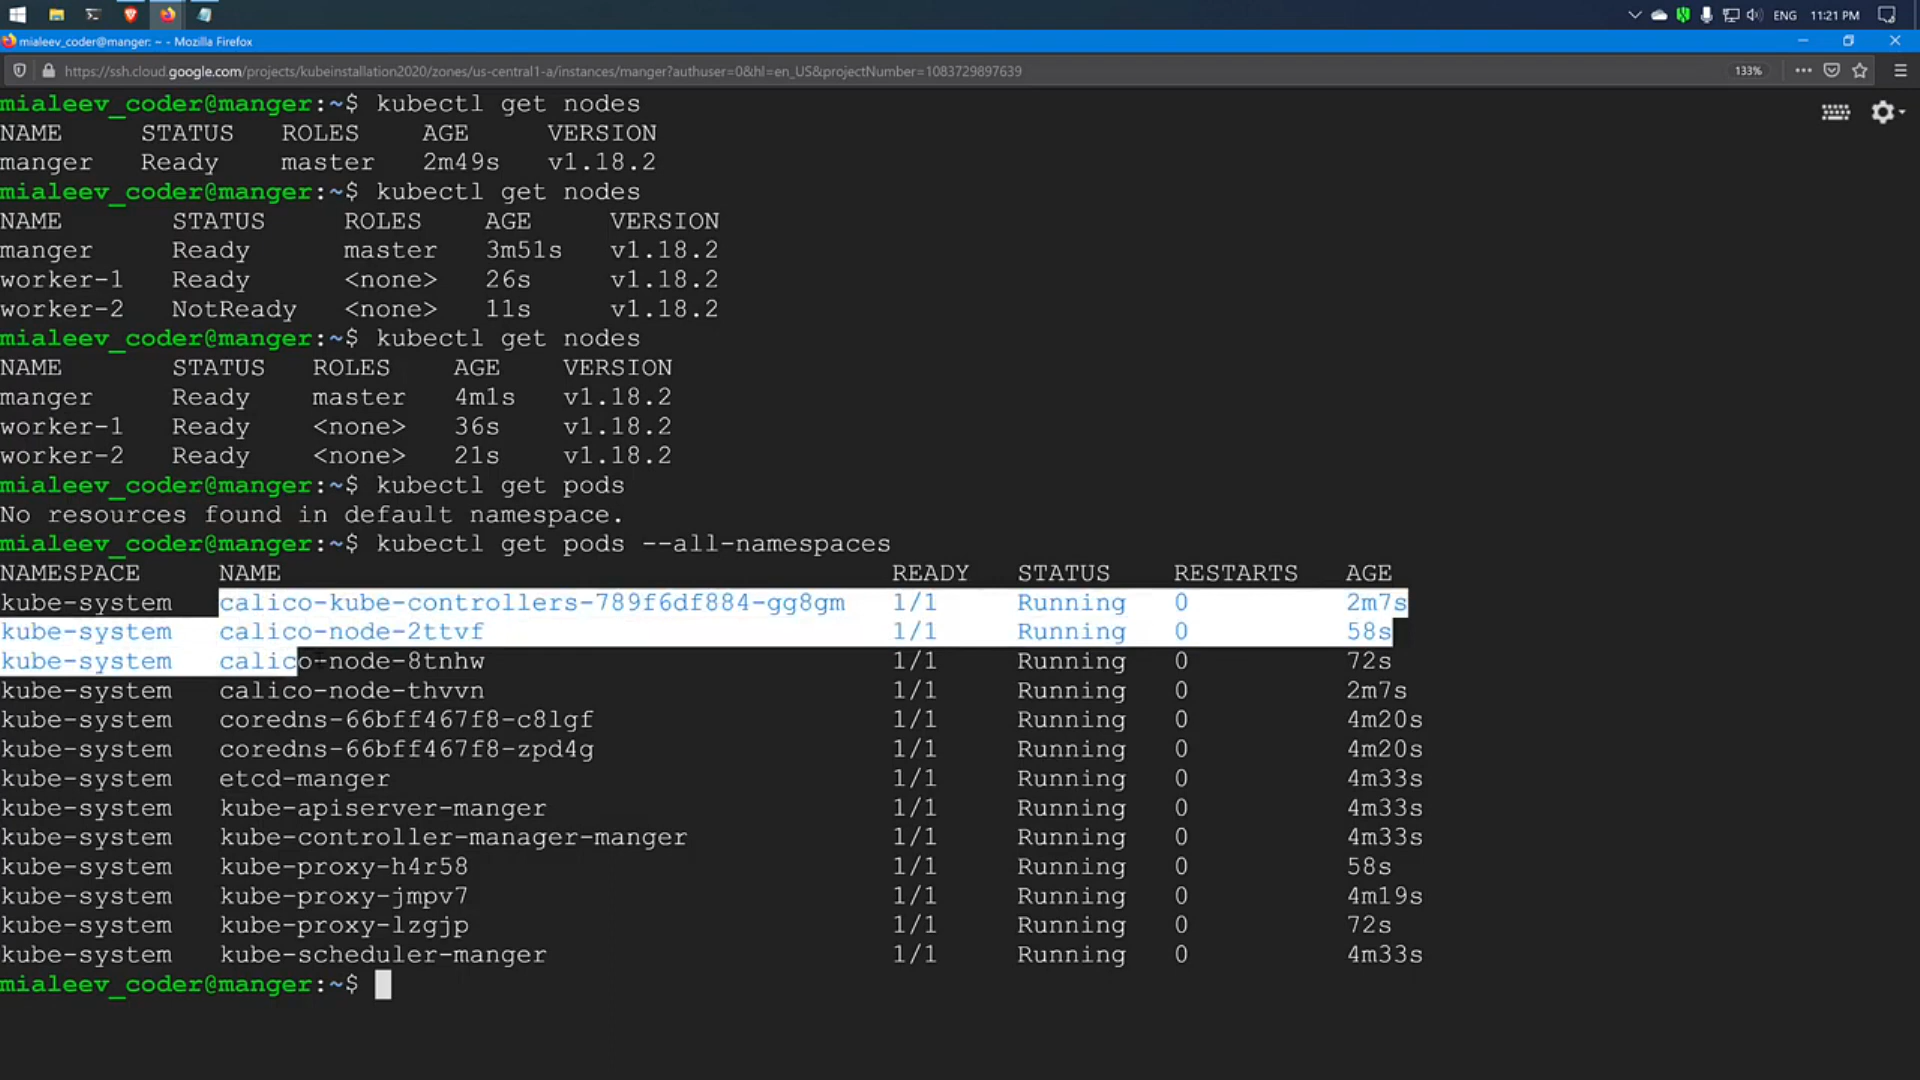 ENG 11:21 PM
mialeev_coder@manger: ~ - Mozilla Firefox
https://ssh.cloud.google.com/projects/kubeinstallation2020/zones/us-central1-a/instances/manger?authuser=0&hl=en_US&projectNumber=1083729897639 133%
mialeev_coder@manger:~$ kubectl get nodes
NAME STATUS ROLES AGE VERSION
manger Ready master 2m49s v1.18.2
mialeev_coder@manger:~$ kubectl get nodes
NAME STATUS ROLES AGE VERSION
manger Ready master 3m51s v1.18.2
worker-1 Ready <none> 26s v1.18.2
worker-2 NotReady <none> 11s v1.18.2
mialeev_coder@manger:~$ kubectl get nodes
NAME STATUS ROLES AGE VERSION
manger Ready master 4m1s v1.18.2
worker-1 Ready <none> 36s v1.18.2
worker-2 Ready <none> 21s v1.18.2
mialeev_coder@manger:~$ kubectl get pods
No resources found in default namespace.
mialeev_coder@manger:~$ kubectl get pods --all-namespaces
NAMESPACE NAME READY STATUS RESTARTS AGE
kube-system calico-kube-controllers-789f6df884-gg8gm 1/1 Running 0 2m7s
kube-system calico-node-2ttvf 1/1 Running 0 58s
kube-system calico-node-8tnhw 1/1 Running 0 72s
kube-system calico-node-thvvn 1/1 Running 0 2m7s
kube-system coredns-66bff467f8-c8lgf 1/1 Running 0 4m20s
kube-system coredns-66bff467f8-zpd4g 1/1 Running 0 4m20s
kube-system etcd-manger 1/1 Running 0 4m33s
kube-system kube-apiserver-manger 1/1 Running 0 4m33s
kube-system kube-controller-manager-manger 1/1 Running 0 4m33s
kube-system kube-proxy-h4r58 1/1 Running 0 58s
kube-system kube-proxy-jmpv7 1/1 Running 0 4m19s
kube-system kube-proxy-lzgjp 1/1 Running 0 72s
kube-system kube-scheduler-manger 1/1 Running 0 4m33s
mialeev_coder@manger:~$